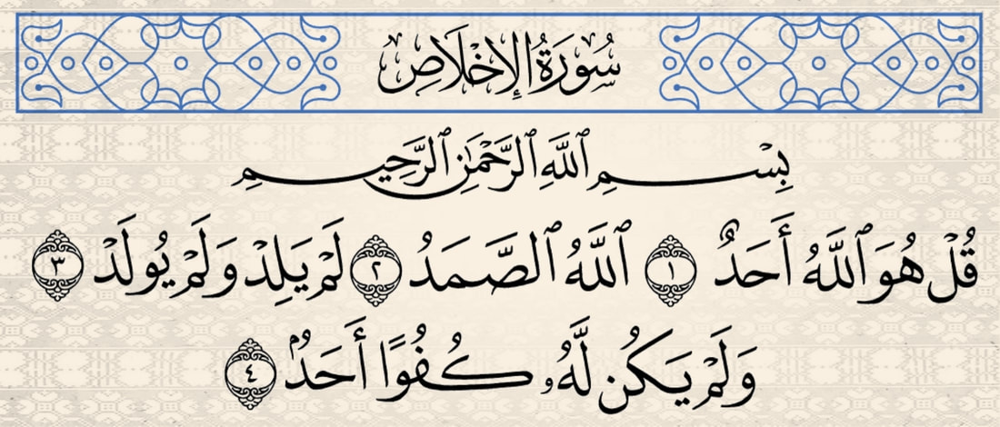 سُورَةُ الإِخْلَاصِ
بِسْمِ ٱللَّهِ ٱلرَّحْمَٰنِ ٱلرَّحِيمِ
قُلْ هُوَ ٱللَّهُ أَحَدٌ ١ ٱللَّهُ ٱلصَّمَدُ ٢ لَمْ يَلِدْ وَلَمْ يُولَدْ ٣
وَلَمْ يَكُن لَّهُۥ كُفُوًا أَحَدُۢ ٤